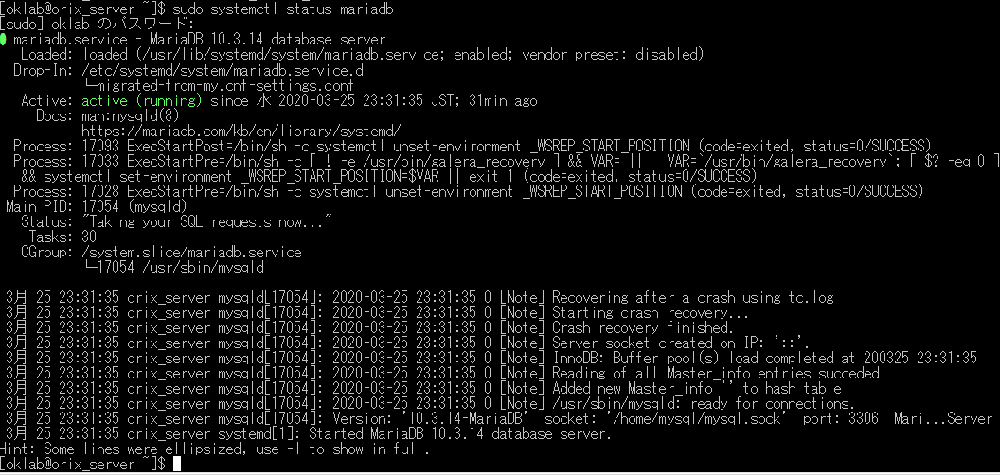 [oklab@orix_server ~]$ sudo systemctl status mariadb
[sudo] oklab のパスワード:
● mariadb.service - MariaDB 10.3.14 database server
Loaded: loaded (/usr/lib/systemd/system/mariadb.service; enabled; vendor preset: disabled)
Drop-In: /etc/systemd/system/mariadb.service.d
└─migrated-from-my.cnf-settings.conf
Active: active (running) since 水 2020-03-25 23:31:35 JST; 31min ago
Docs: man:mysqld(8)
https://mariadb.com/kb/en/library/systemd/
Process: 17093 ExecStartPost=/bin/sh -c systemctl unset-environment _WSREP_START_POSITION (code=exited, status=0/SUCCESS)
Process: 17033 ExecStartPre=/bin/sh -c [ ! -e /usr/bin/galera_recovery ] && VAR= ||   VAR=`/usr/bin/galera_recovery`; [ $? -eq 0 ]
&& systemctl set-environment _WSREP_START_POSITION=$VAR || exit 1 (code=exited, status=0/SUCCESS)
Process: 17028 ExecStartPre=/bin/sh -c systemctl unset-environment _WSREP_START_POSITION (code=exited, status=0/SUCCESS)
Main PID: 17054 (mysqld)
Status: "Taking your SQL requests now..."
Tasks: 30
CGroup: /system.slice/mariadb.service
└─17054 /usr/sbin/mysqld
3月 25 23:31:35 orix_server mysqld[17054]: 2020-03-25 23:31:35 0 [Note] Recovering after a crash using tc.log
3月 25 23:31:35 orix_server mysqld[17054]: 2020-03-25 23:31:35 0 [Note] Starting crash recovery...
3月 25 23:31:35 orix_server mysqld[17054]: 2020-03-25 23:31:35 0 [Note] Crash recovery finished.
3月 25 23:31:35 orix_server mysqld[17054]: 2020-03-25 23:31:35 0 [Note] Server socket created on IP: '::'.
3月 25 23:31:35 orix_server mysqld[17054]: 2020-03-25 23:31:35 0 [Note] InnoDB: Buffer pool(s) load completed at 200325 23:31:35
3月 25 23:31:35 orix_server mysqld[17054]: 2020-03-25 23:31:35 0 [Note] Reading of all Master_info entries succeded
3月 25 23:31:35 orix_server mysqld[17054]: 2020-03-25 23:31:35 0 [Note] Added new Master_info '' to hash table
3月 25 23:31:35 orix_server mysqld[17054]: 2020-03-25 23:31:35 0 [Note] /usr/sbin/mysqld: ready for connections.
3月 25 23:31:35 orix_server mysqld[17054]: Version: '10.3.14-MariaDB'  socket: '/home/mysql/mysql.sock'  port: 3306  Mari...Server
3月 25 23:31:35 orix_server systemd[1]: Started MariaDB 10.3.14 database server.
Hint: Some lines were ellipsized, use -l to show in full.
[oklab@orix_server ~]$